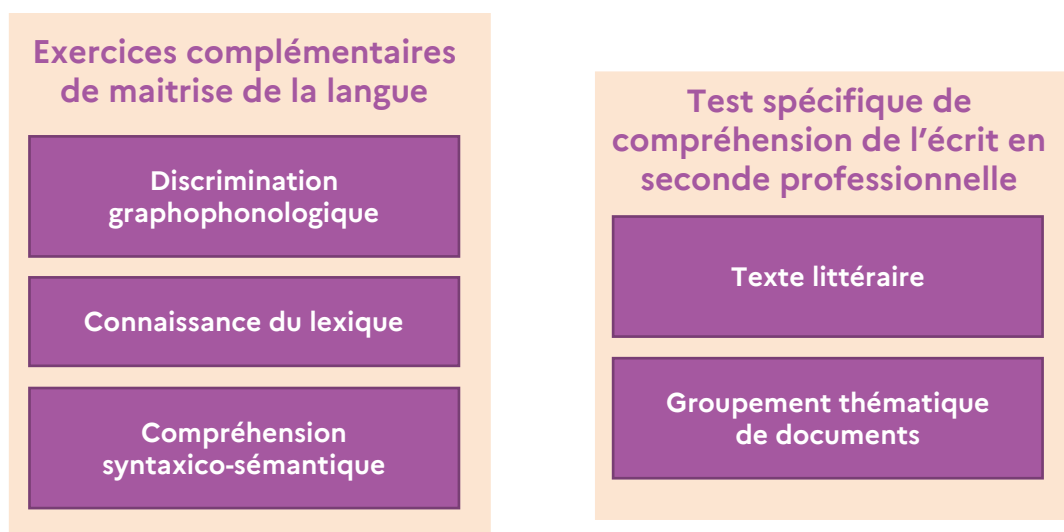 Exercices complémentaires
de maitrise de la langue
Discrimination
graphophonologique
Connaissance du lexique
Compréhension
syntaxico-sémantique
Test spécifique de
compréhension de l’écrit en
seconde professionnelle
Texte littéraire
Groupement thématique
de documents